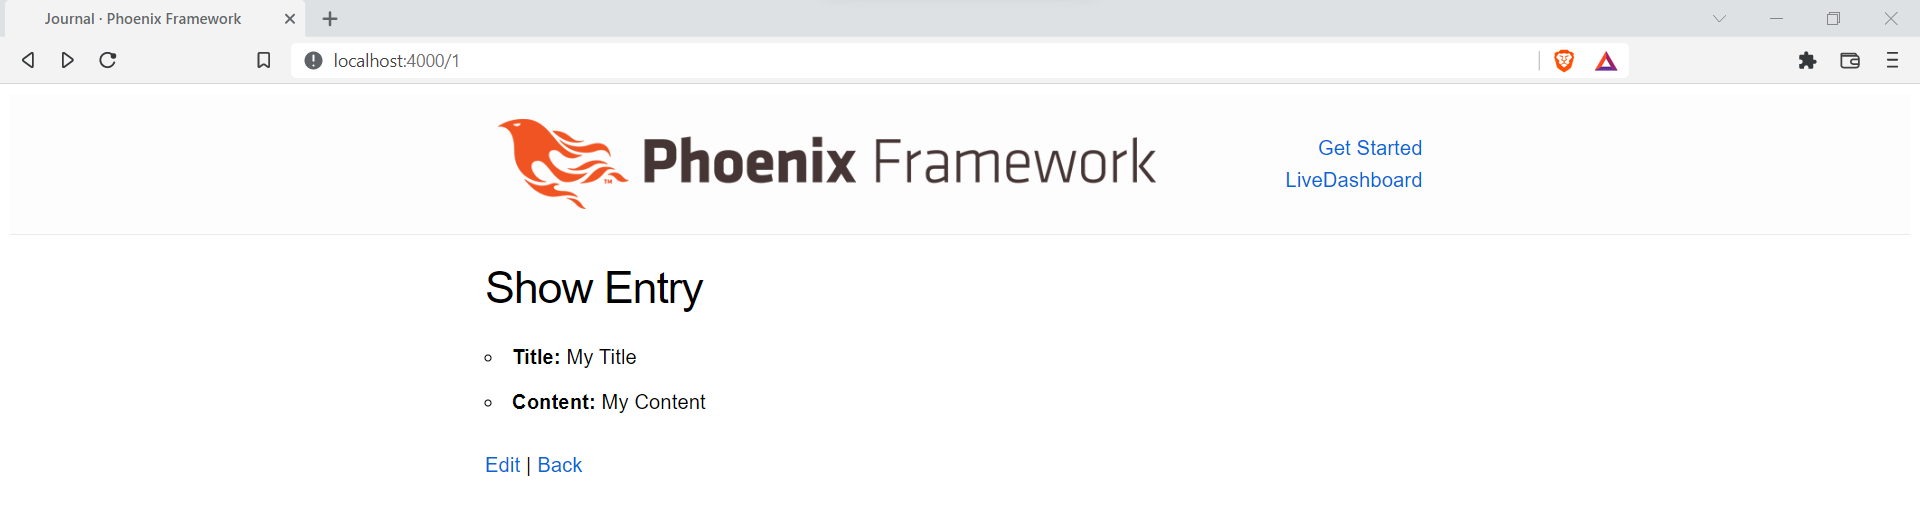 Journal · Phoenix Framework
localhost:4000/1
Phoenix Framework
TM
Get Started
LiveDashboard
Show Entry
Title: My Title
Content: My Content
Edit | Back